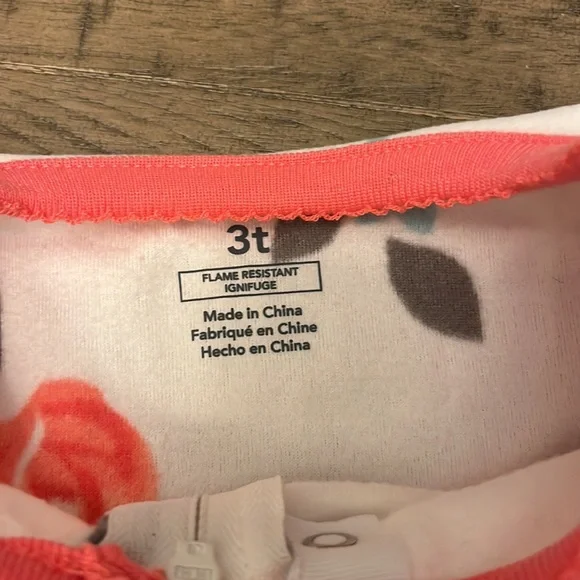 3t
FLAME RESISTANT
IGNIFUGE
Made in China
Fabriqué en Chine
Hecho en China